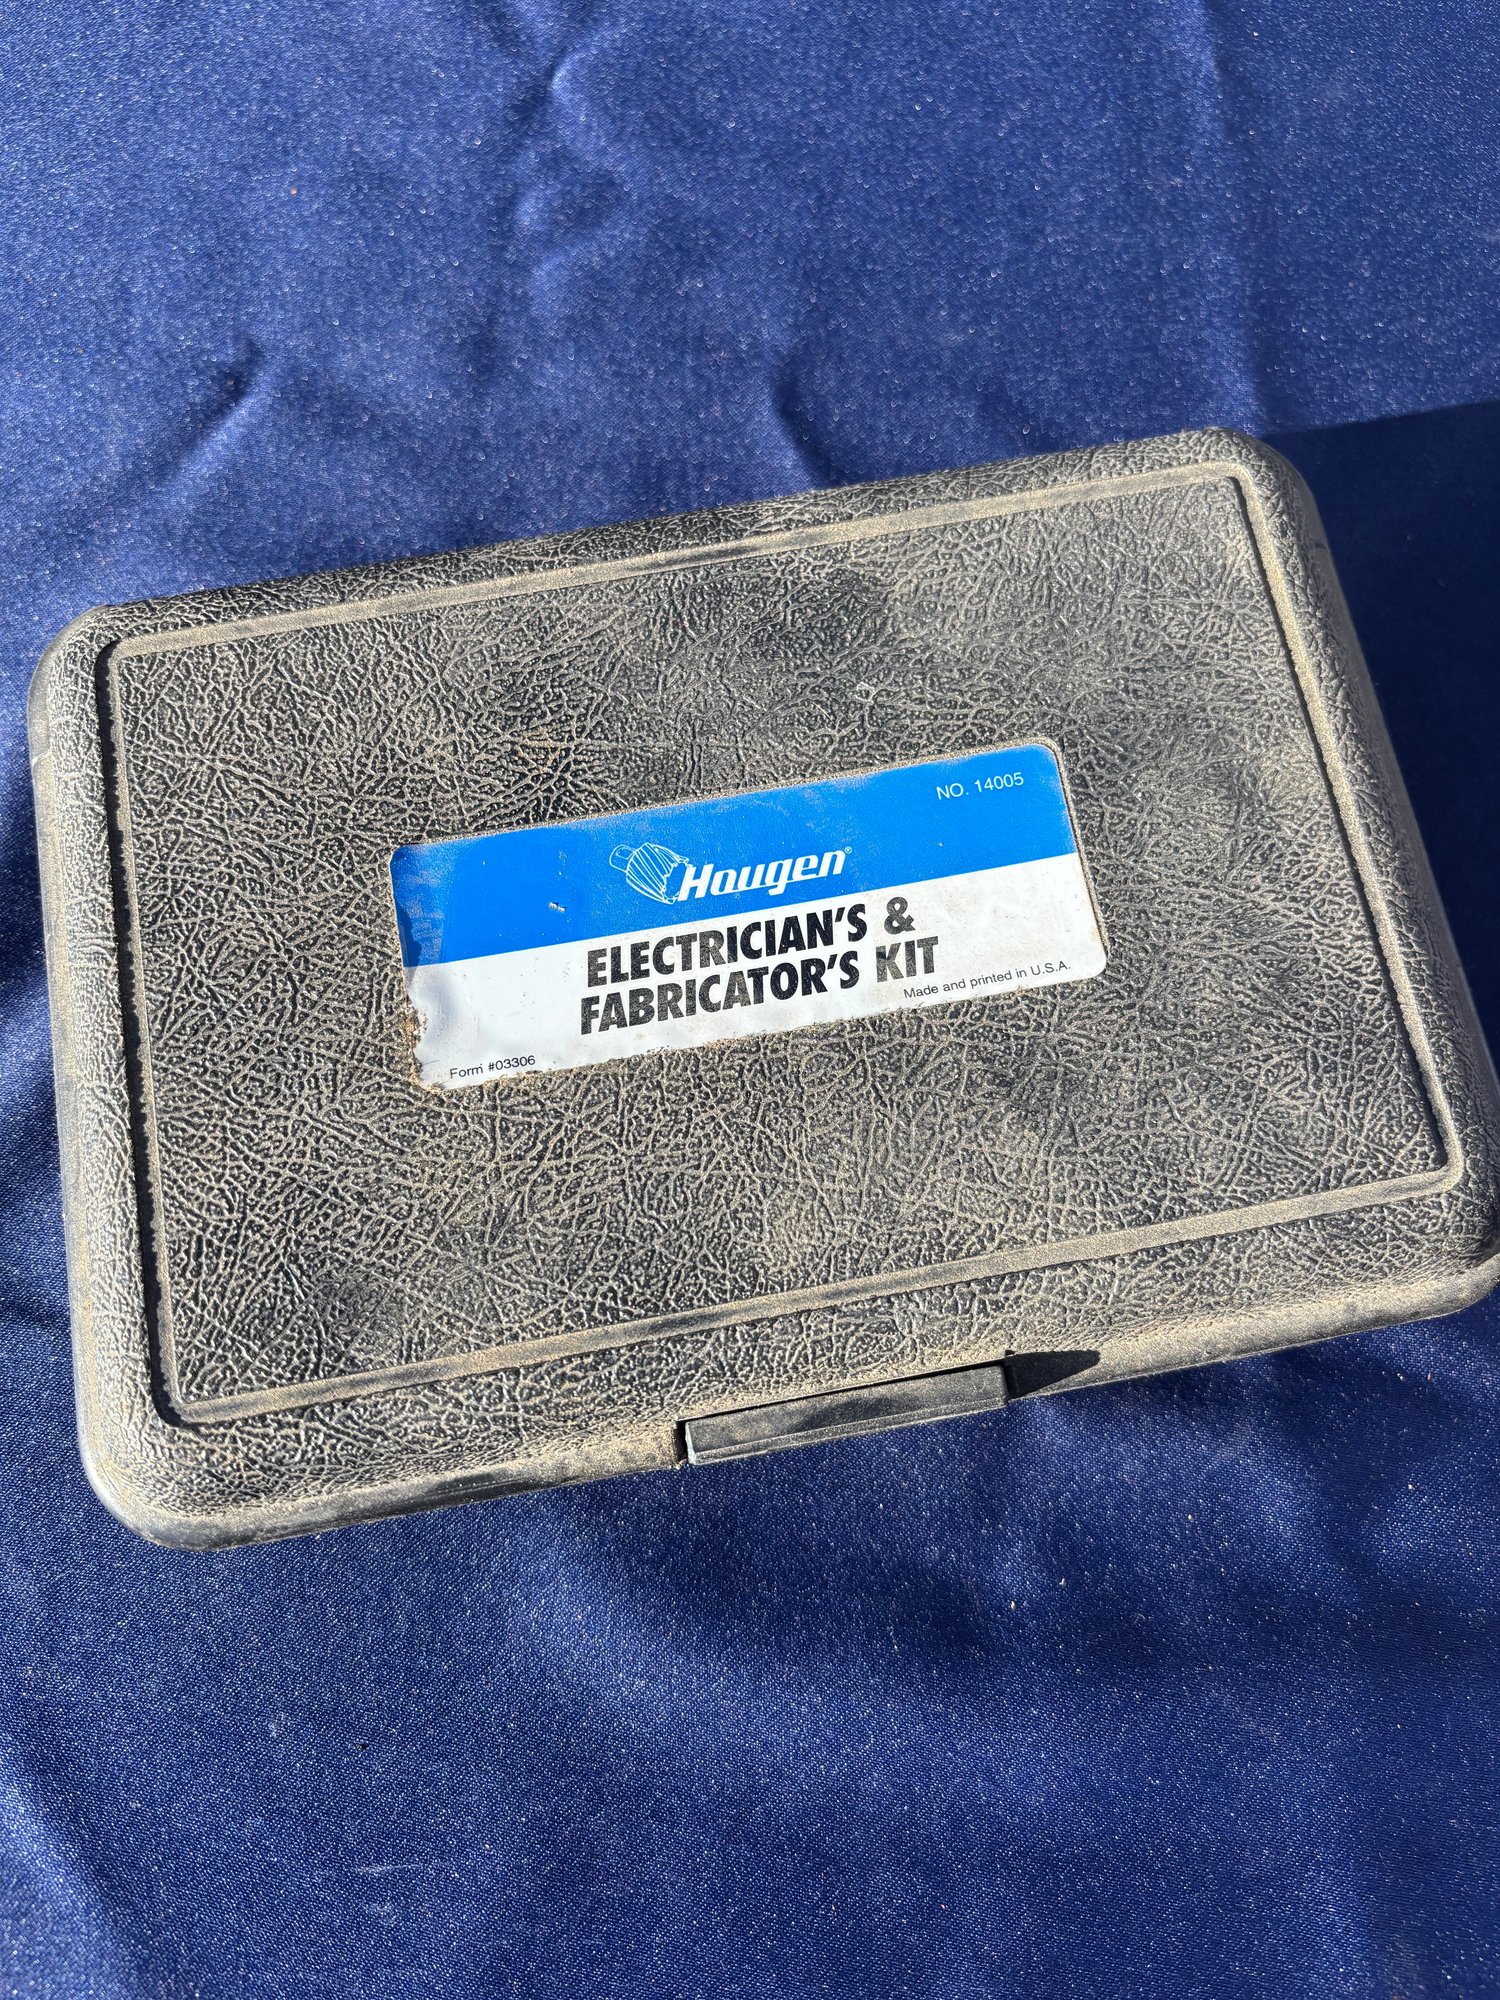 NO. 14005
Hougen®
ELECTRICIAN'S &
FABRICATOR'S KIT
Made and printed in U.S.A.
Form #03306